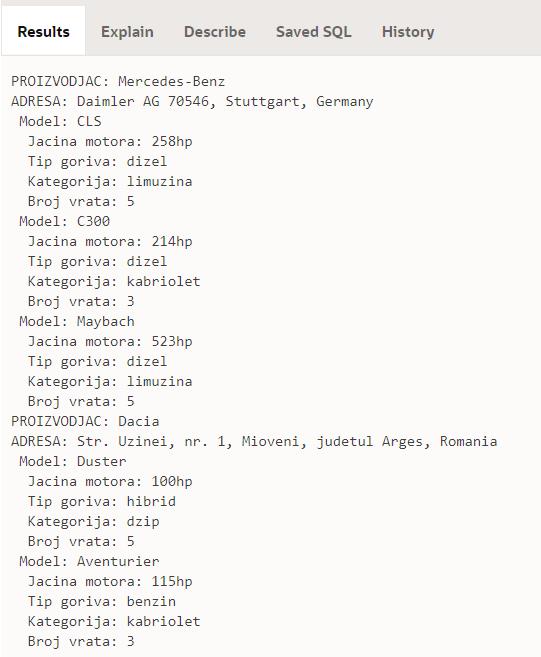 Results Explain Describe Saved SQL History
PROIZVODJAC: Mercedes-Benz
ADRESA: Daimler AG 70546, Stuttgart, Germany
Model: CLS
Jacina motora: 258hp
Tip goriva: dizel
Kategorija: limuzina
Broj vrata: 5
Model: C300
Jacina motora: 214hp
Tip goriva: dizel
Kategorija: kabriolet
Broj vrata: 3
Model: Maybach
Jacina motora: 523hp
Tip goriva: dizel
Kategorija: limuzina
Broj vrata: 5
PROIZVODJAC: Dacia
ADRESA: Str. Uzinei, nr. 1, Mioveni, judetul Arges, Romania
Model: Duster
Jacina motora: 100hp
Tip goriva: hibrid
Kategorija: dzip
Broj vrata: 5
Model: Aventurier
Jacina motora: 115hp
Tip goriva: benzin
Kategorija: kabriolet
Broj vrata: 3